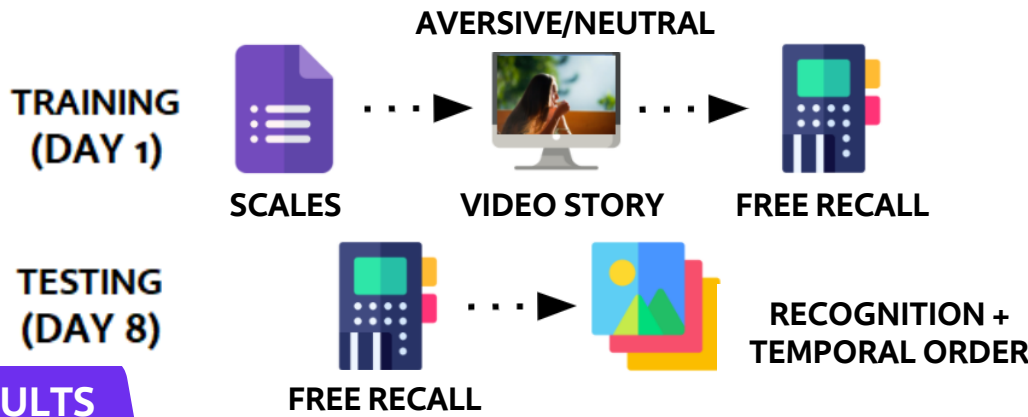 AVERSIVE/NEUTRAL
TRAINING
(DAY 1)
SCALES
VIDEO STORY
FREE RECALL
TESTING
(DAY 8)
RECOGNITION +
TEMPORAL ORDER
FREE RECALL
ULTS